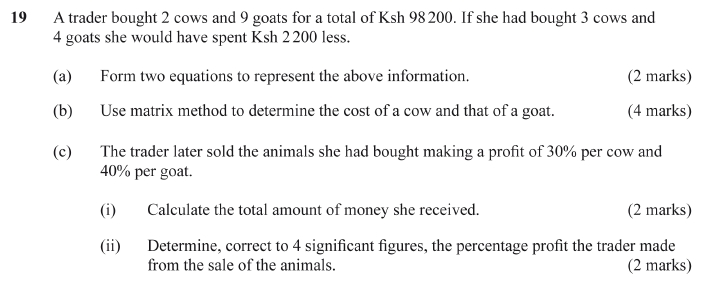 19 A trader bought 2 cows and 9 goats for a total of Ksh 98 200. If she had bought 3 cows and
4 goats she would have spent Ksh 2 200 less.
(a) Form two equations to represent the above information. (2 marks)
(b) Use matrix method to determine the cost of a cow and that of a goat. (4 marks)
(c) The trader later sold the animals she had bought making a profit of 30% per cow and
40% per goat.
(i) Calculate the total amount of money she received. (2 marks)
(ii) Determine, correct to 4 significant figures, the percentage profit the trader made
from the sale of the animals. (2 marks)